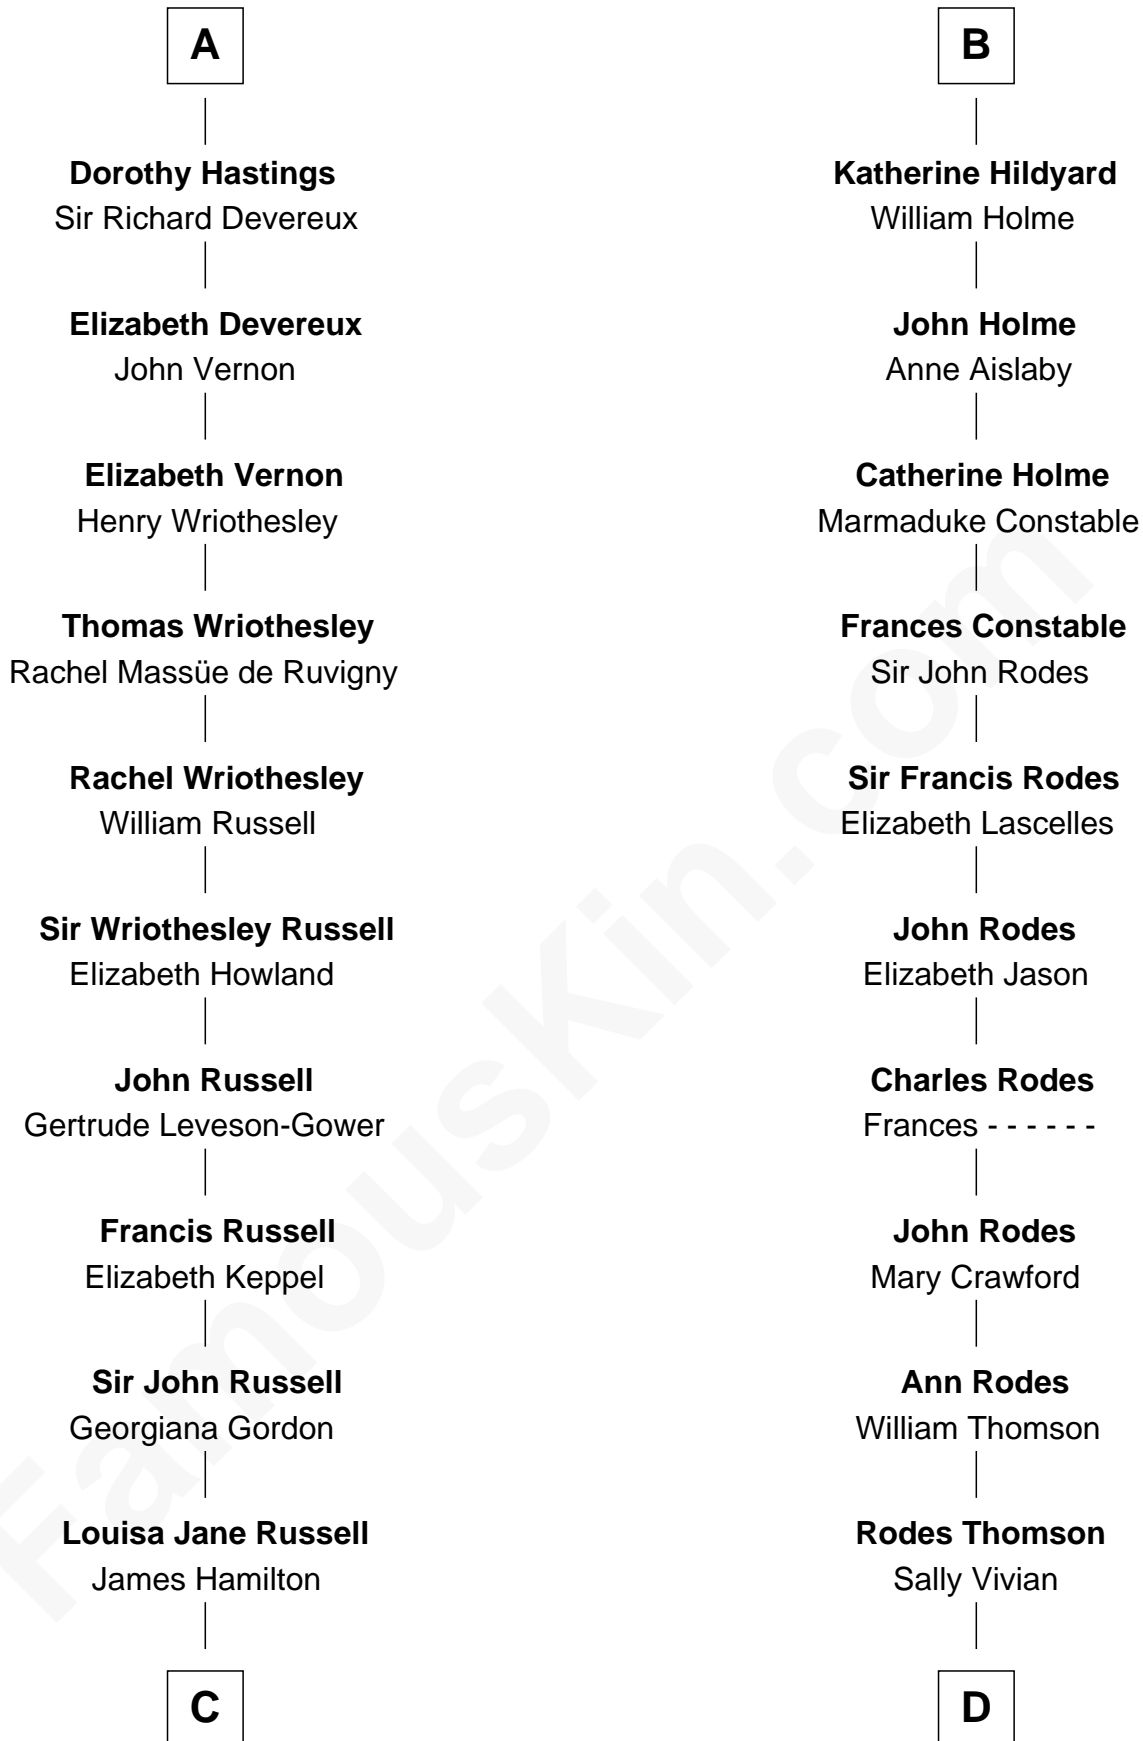 A
Dorothy Hastings
Sir Richard Devereux
Elizabeth Devereux
John Vernon
Elizabeth Vernon
Henry Wriothesley
Thomas Wriothesley
Rachel Massüe de Ruvigny
Rachel Wriothesley
William Russell
Sir Wriothesley Russell
Elizabeth Howland
John Russell
Gertrude Leveson-Gower
Francis Russell
Elizabeth Keppel
Sir John Russell
Georgiana Gordon
Louisa Jane Russell
James Hamilton
C
B
Katherine Hildyard
William Holme
John Holme
Anne Aislaby
Catherine Holme
Marmaduke Constable
Frances Constable
Sir John Rodes
Sir Francis Rodes
Elizabeth Lascelles
John Rodes
Elizabeth Jason
Charles Rodes
Frances - - - - - -
John Rodes
Mary Crawford
Ann Rodes
William Thomson
Rodes Thomson
Sally Vivian
D
FamousKin.com